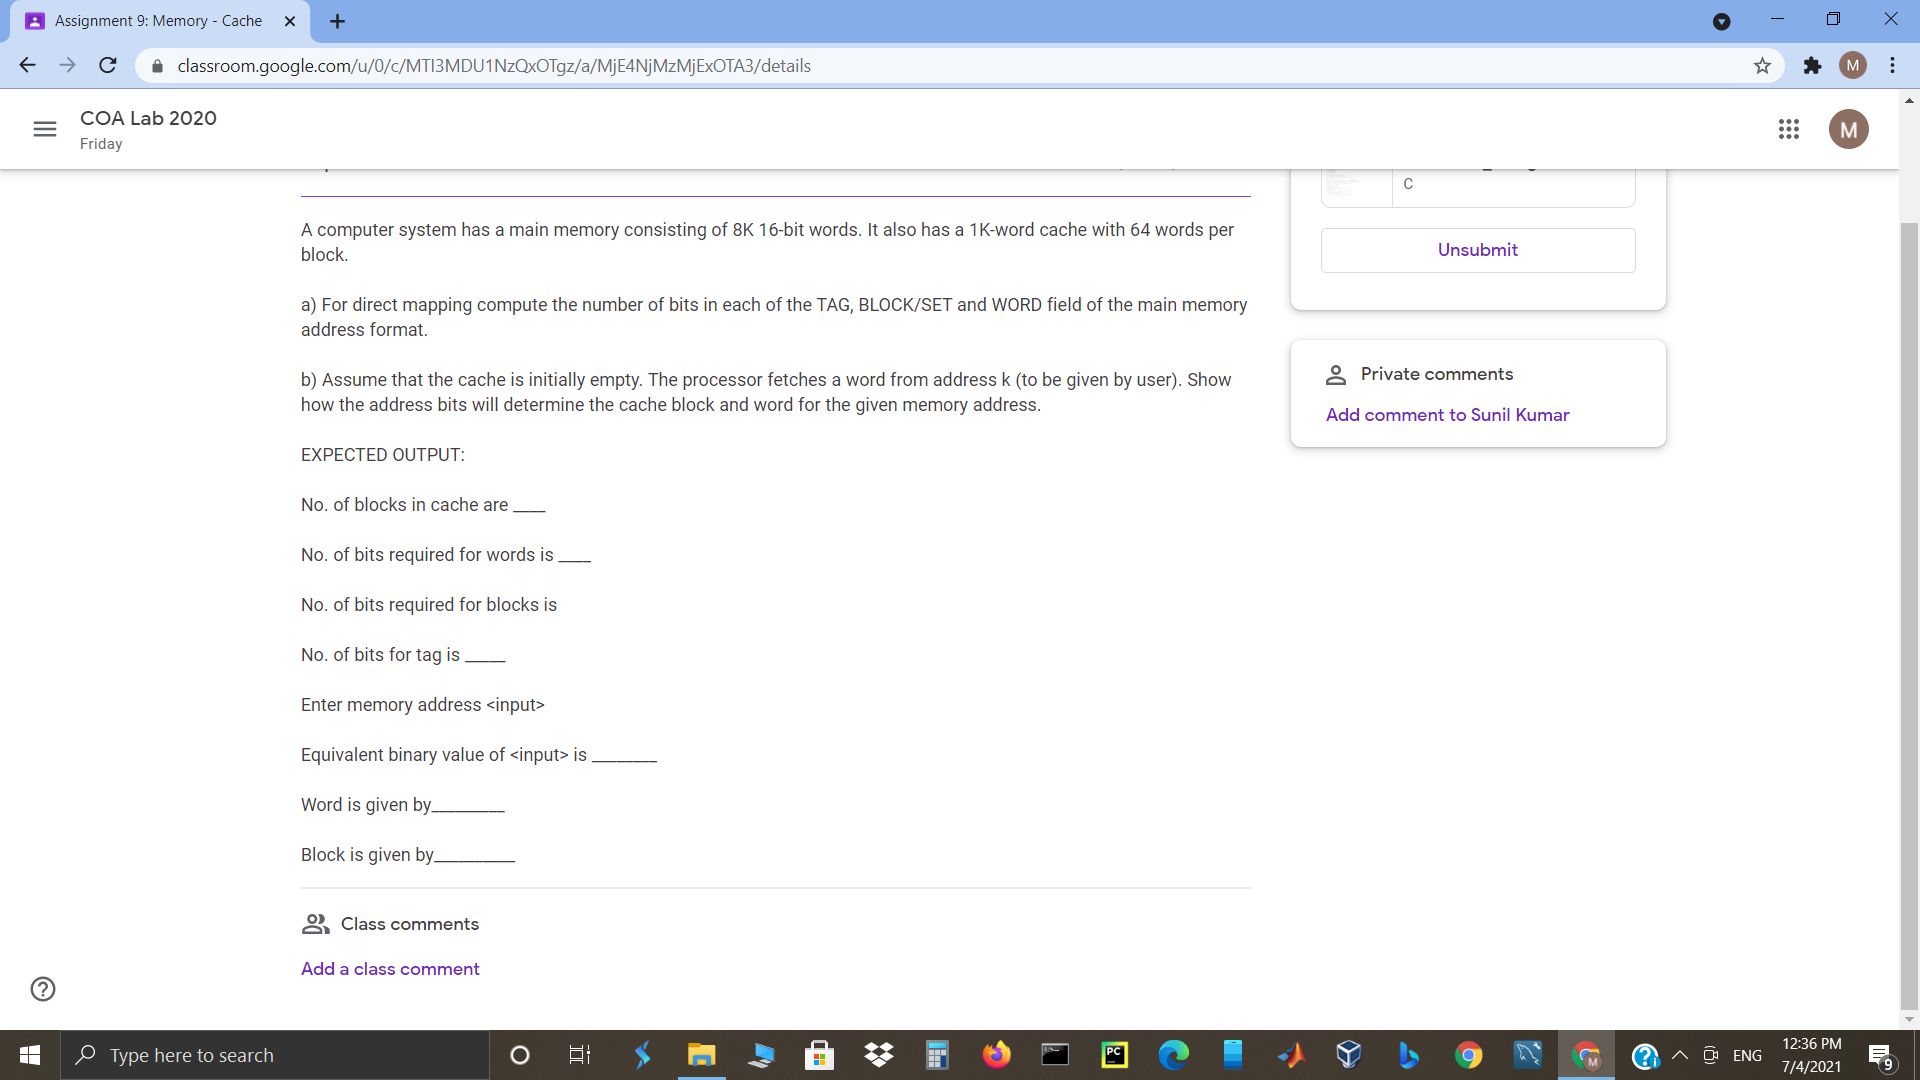 Assignment 9: Memory - Cache
classroom.google.com/u/0/c/MTI3MDU1NzQxOTgz/a/MjE4NjMzMjExOTA3/details
M
COA Lab 2020
Friday
M
C
Unsubmit
A computer system has a main memory consisting of 8K 16-bit words. It also has a 1K-word cache with 64 words per
block.
a) For direct mapping compute the number of bits in each of the TAG, BLOCK/SET and WORD field of the main memory
address format.
b) Assume that the cache is initially empty. The processor fetches a word from address k (to be given by user). Show
how the address bits will determine the cache block and word for the given memory address.
EXPECTED OUTPUT:
No. of blocks in cache are ____
No. of bits required for words is ____
No. of bits required for blocks is
No. of bits for tag is _____
Enter memory address <input>
Equivalent binary value of <input> is ________
Word is given by_________
Block is given by__________
Private comments
Add comment to Sunil Kumar
Class comments
Add a class comment
Type here to search
PC
M
ENG
12:36 PM
7/4/2021
9